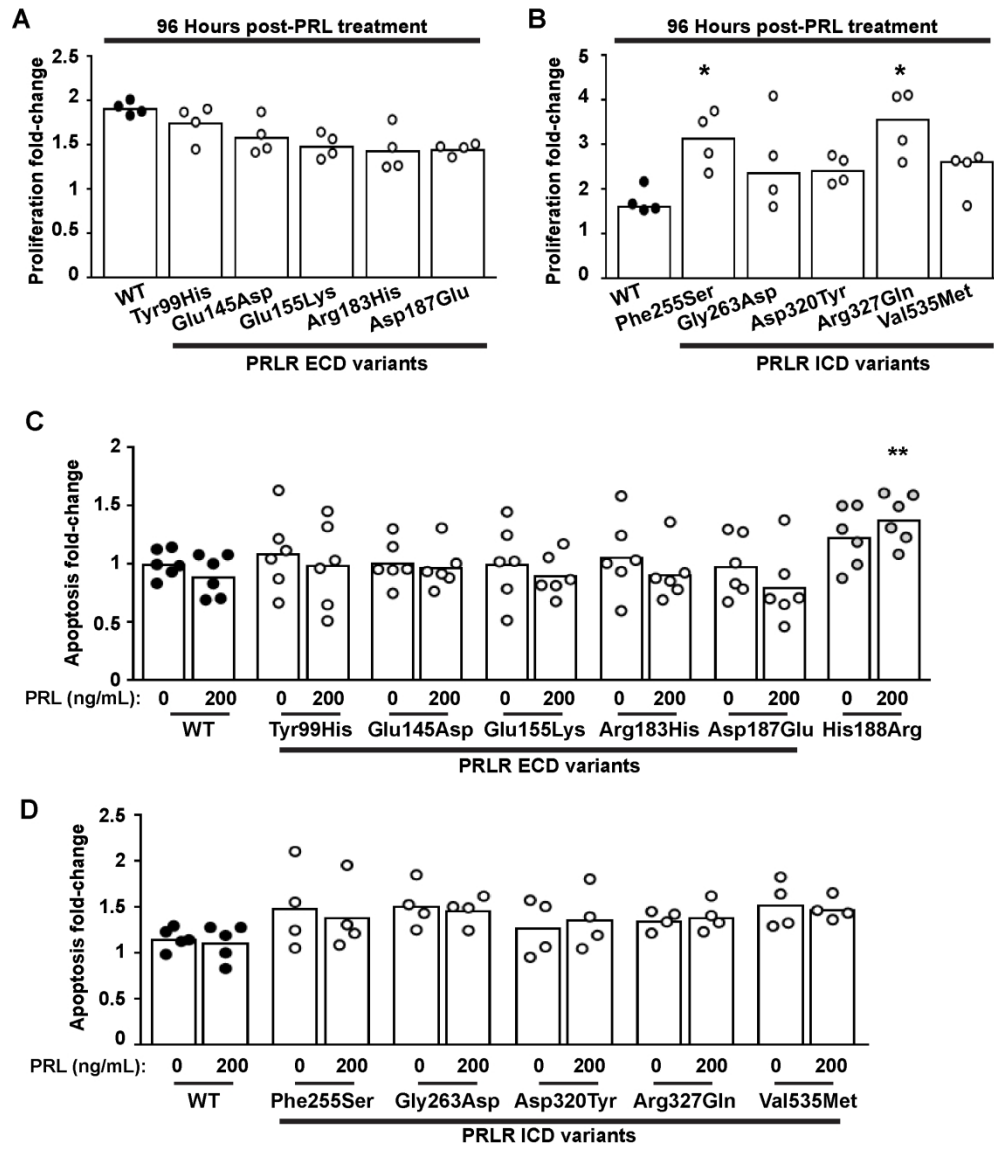 A
96 Hours post-PRL treatment
Proliferation fold-change
2.5
2
1.5
1
0.5
0
WT
Tyr99His
Glu145Asp
Glu155Lys
Arg183His
Asp187Glu
PRLR ECD variants
B
96 Hours post-PRL treatment
Proliferation fold-change
5
4
3
2
1
0
* *
WT
Phe255Ser
Gly263Asp
Asp320Tyr
Arg327Gln
Val535Met
PRLR ICD variants
C
Apoptosis fold-change
2
1.5
1
0.5
0
**
PRL (ng/mL): 0 200 0 200 0 200 0 200 0 200 0 200 0 200
WT Tyr99His Glu145Asp Glu155Lys Arg183His Asp187Glu His188Arg
PRLR ECD variants
D
Apoptosis fold-change
2.5
2
1.5
1
0.5
0
PRL (ng/mL): 0 200 0 200 0 200 0 200 0 200 0 200
WT Phe255Ser Gly263Asp Asp320Tyr Arg327Gln Val535Met
PRLR ICD variants